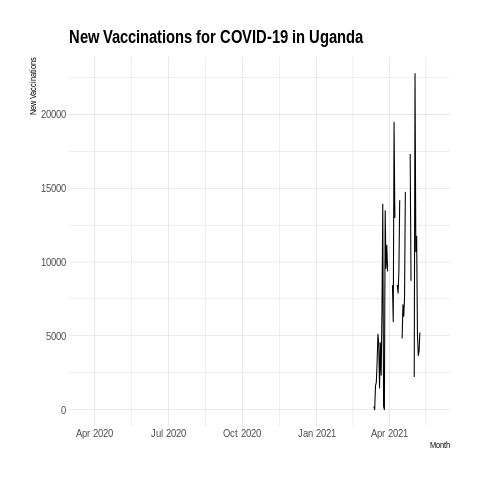 New Vaccinations for COVID-19 in Uganda
New Vaccinations
20000
15000
10000
5000
0
Apr 2020 Jul 2020 Oct 2020 Jan 2021 Apr 2021
Month